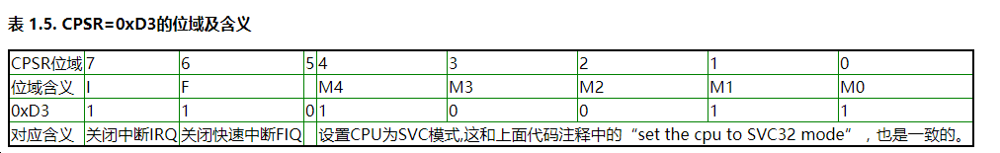 表 1.5. CPSR=0xD3的位域及含义
CPSR位域 7 6 5 4 3 2 1 0
位域含义 I F M4 M3 M2 M1 M0
0xD3 1 1 0 1 0 0 1 1
对应含义 关闭中断IRQ 关闭快速中断FIQ 设置CPU为SVC模式,这和上面代码注释中的“set the cpu to SVC32 mode”，也是一致的。